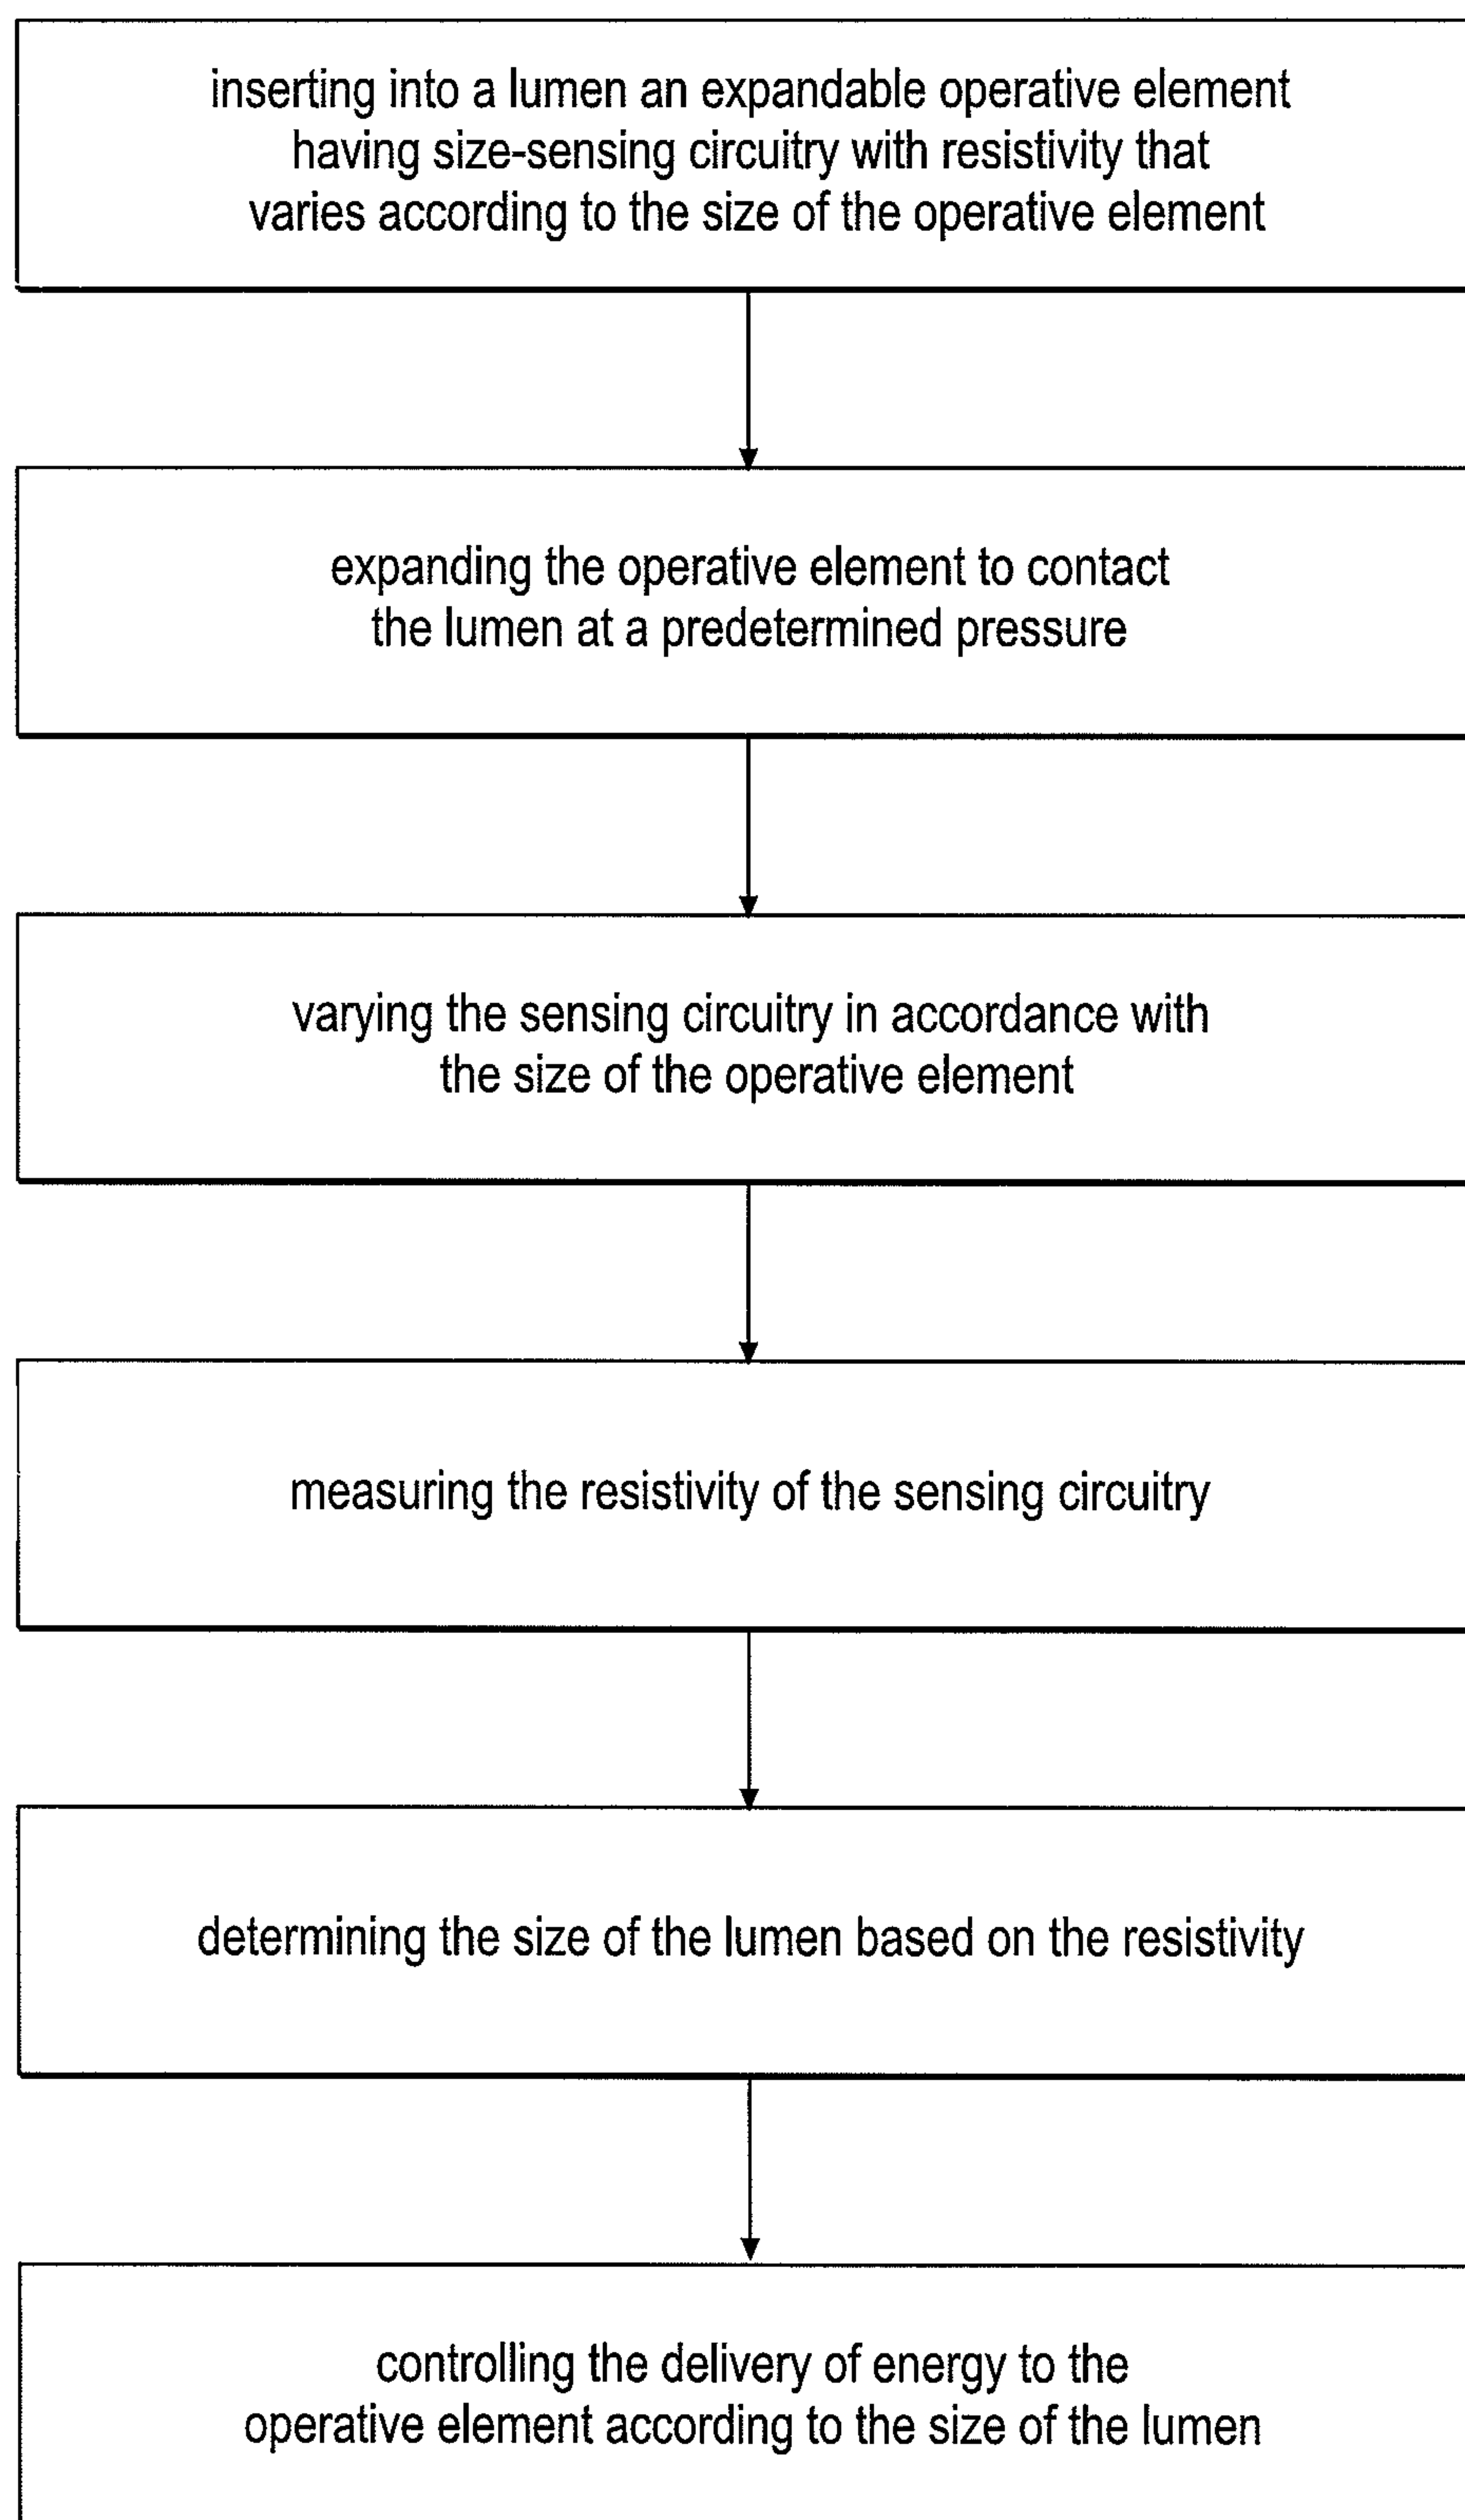 inserting into a lumen an expandable operative element
having size-sensing circuitry with resistivity that
varies according to the size of the operative element
expanding the operative element to contact
the lumen at a predetermined pressure
varying the sensing circuitry in accordance with
the size of the operative element
measuring the resistivity of the sensing circuitry
determining the size of the lumen based on the resistivity
controlling the delivery of energy to the
operative element according to the size of the lumen